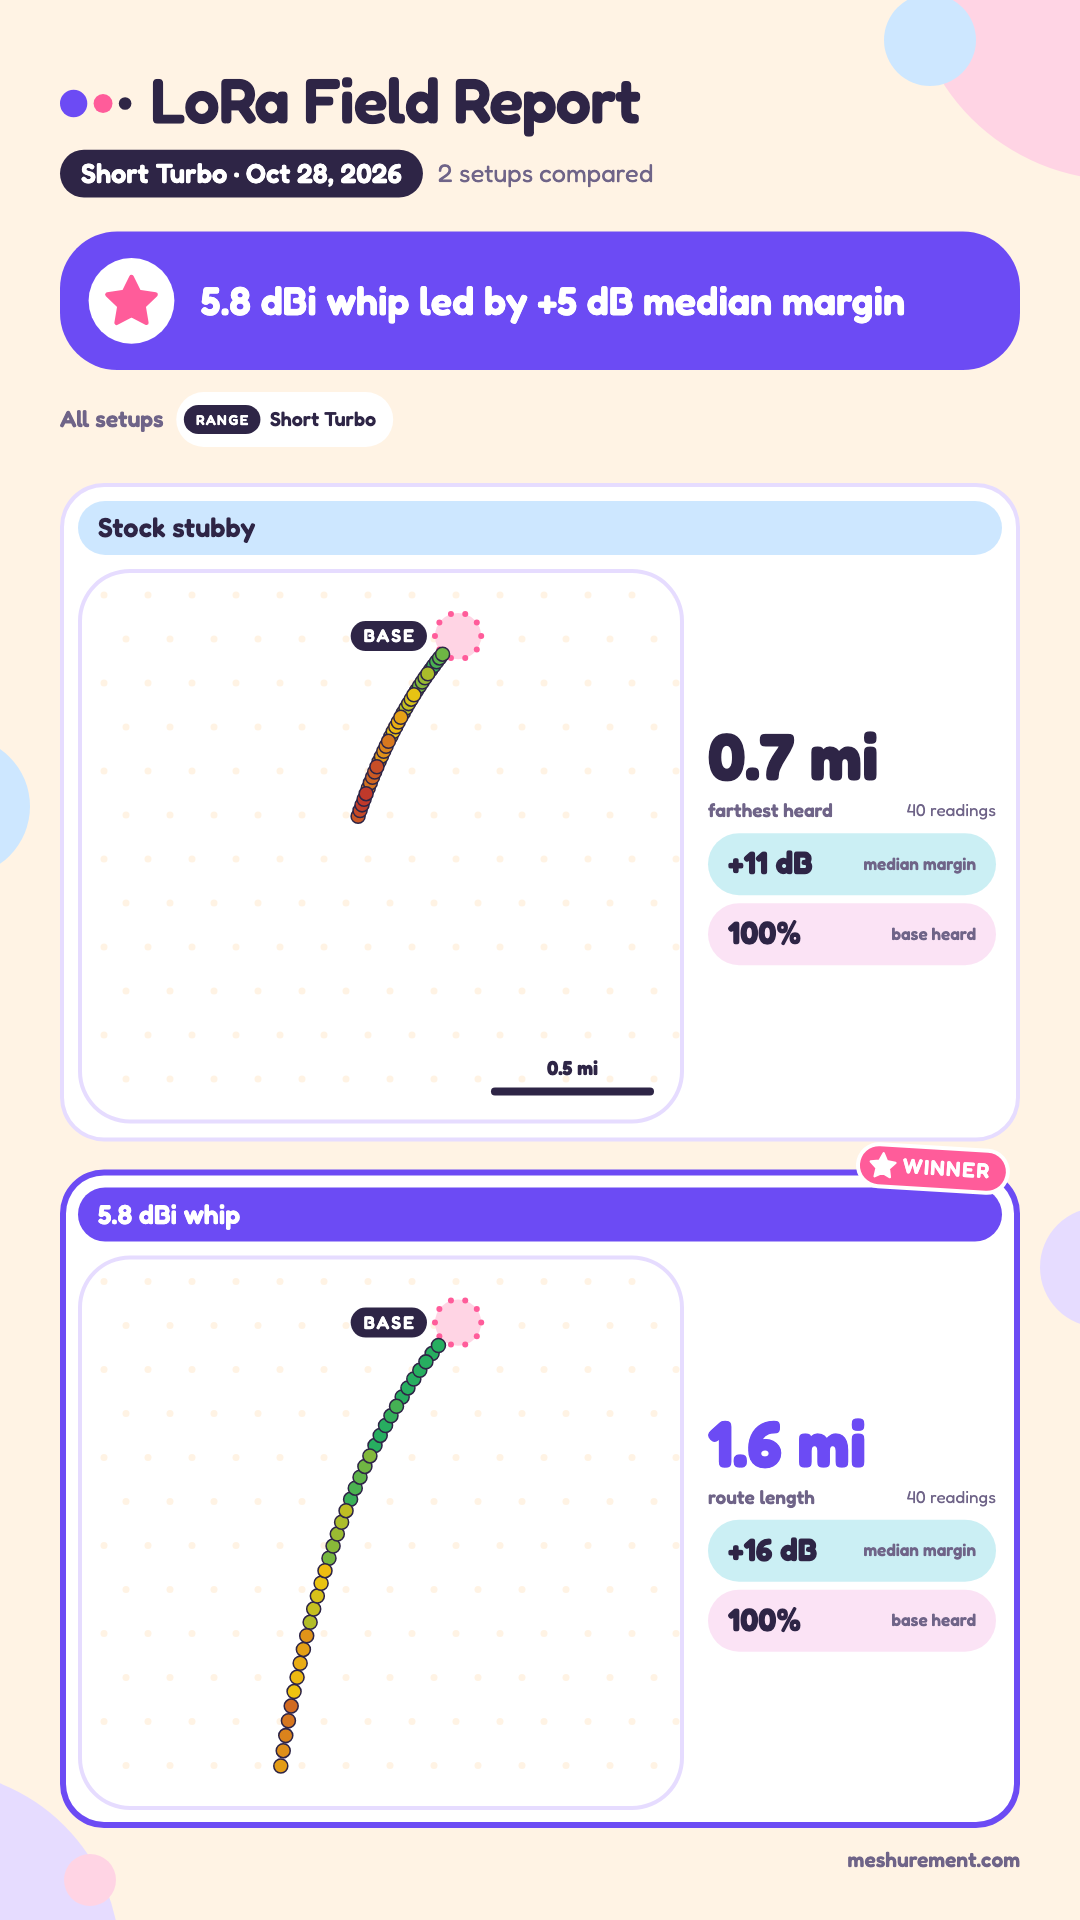 LoRa Field Report
Short Turbo · Oct 28, 2026 2 setups compared
5.8 dBi whip led by +5 dB median margin
All setups RANGE Short Turbo
Stock stubby
BASE
0.7 mi
farthest heard 40 readings
+11 dB median margin
100% base heard
0.5 mi
WINNER
5.8 dBi whip
BASE
1.6 mi
route length 40 readings
+16 dB median margin
100% base heard
meshurement.com